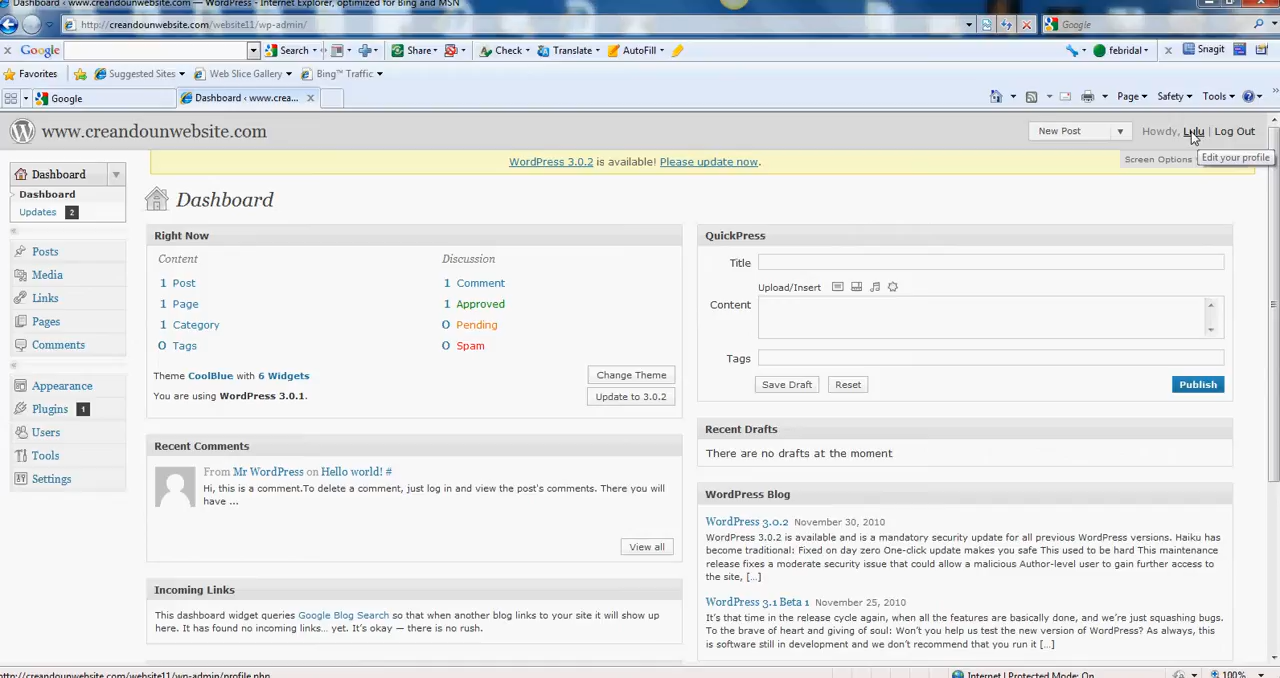 Dashboard ‹ www.creandounwebsite.com — WordPress - Internet Explorer, optimized for Bing and MSN
http://creandounwebsite.com/website11/wp-admin/
Google
Google Search Share Check Translate AutoFill febridal Snagit
Favorites Suggested Sites Web Slice Gallery Bing™ Traffic
Google Dashboard ‹ www.crea... Page Safety Tools
www.creandounwebsite.com New Post Howdy, Lulu | Log Out
WordPress 3.0.2 is available! Please update now.
Screen Options
Edit your profile
Dashboard
Dashboard
Updates 2
Posts
Media
Links
Pages
Comments
Appearance
Plugins 1
Users
Tools
Settings
Dashboard
Right Now
Content Discussion
1 Post 1 Comment
1 Page 1 Approved
1 Category 0 Pending
0 Tags 0 Spam
Theme CoolBlue with 6 Widgets Change Theme
You are using WordPress 3.0.1. Update to 3.0.2
Recent Comments
From Mr WordPress on Hello world! #
Hi, this is a comment.To delete a comment, just log in and view the post's comments. There you will
have ...
View all
Incoming Links
This dashboard widget queries Google Blog Search so that when another blog links to your site it will show up
here. It has found no incoming links… yet. It's okay — there is no rush.
QuickPress
Title
Upload/Insert
Content
Tags
Save Draft Reset Publish
Recent Drafts
There are no drafts at the moment
WordPress Blog
WordPress 3.0.2 November 30, 2010
WordPress 3.0.2 is available and is a mandatory security update for all previous WordPress versions. Haiku has
become traditional: Fixed on day zero One-click update makes you safe This used to be hard This maintenance
release fixes a moderate security issue that could allow a malicious Author-level user to gain further access to
the site, […]
WordPress 3.1 Beta 1 November 25, 2010
It's that time in the release cycle again, when all the features are basically done, and we're just squashing bugs.
To the brave of heart and giving of soul: Won't you help us test the new version of WordPress? As always, this
is software still in development and we don't recommend that you run it […]
http://creandounwebsite.com/website11/wp-admin/profile.php Internet | Protected Mode: On 100%